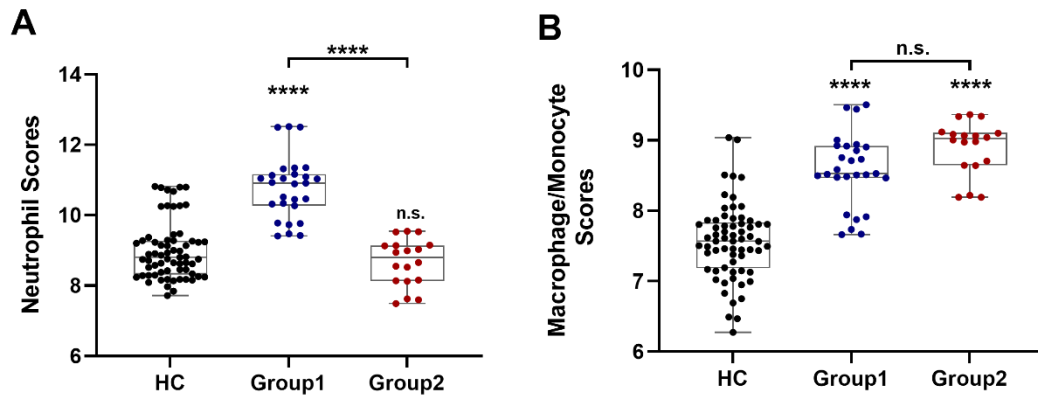 A
Neutrophil Scores
14
12
10
8
6
****
****
n.s.
HC
Group1
Group2
B
Macrophage/Monocyte
Scores
10
9
8
7
6
n.s.
****
****
HC
Group1
Group2